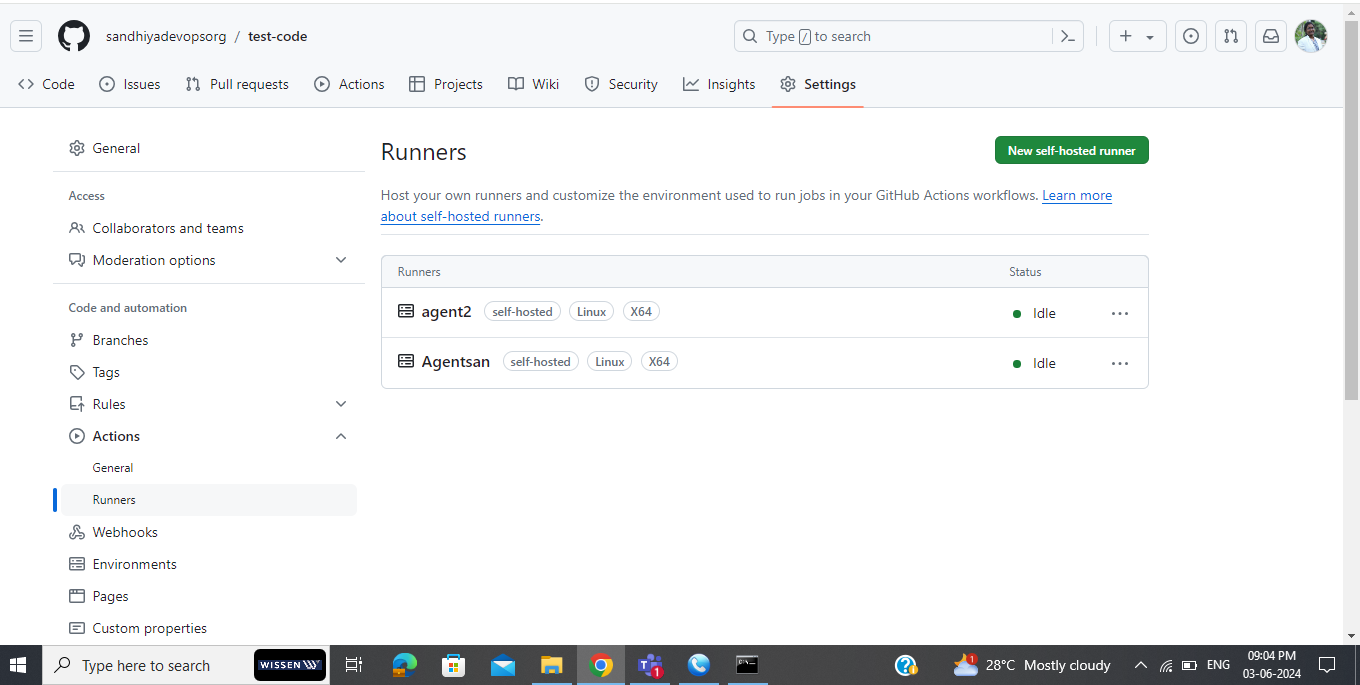 sandhiyadevopsorg / test-code
Type / to search
Code Issues Pull requests Actions Projects Wiki Security Insights Settings
General
Access
Collaborators and teams
Moderation options
Code and automation
Branches
Tags
Rules
Actions
General
Runners
Webhooks
Environments
Pages
Custom properties
Runners
New self-hosted runner
Host your own runners and customize the environment used to run jobs in your GitHub Actions workflows. Learn more
about self-hosted runners.
Runners Status
agent2 self-hosted Linux X64 Idle
Agentsan self-hosted Linux X64 Idle
Type here to search
WISSEN
1
1
28°C Mostly cloudy
ENG
09:04 PM
03-06-2024